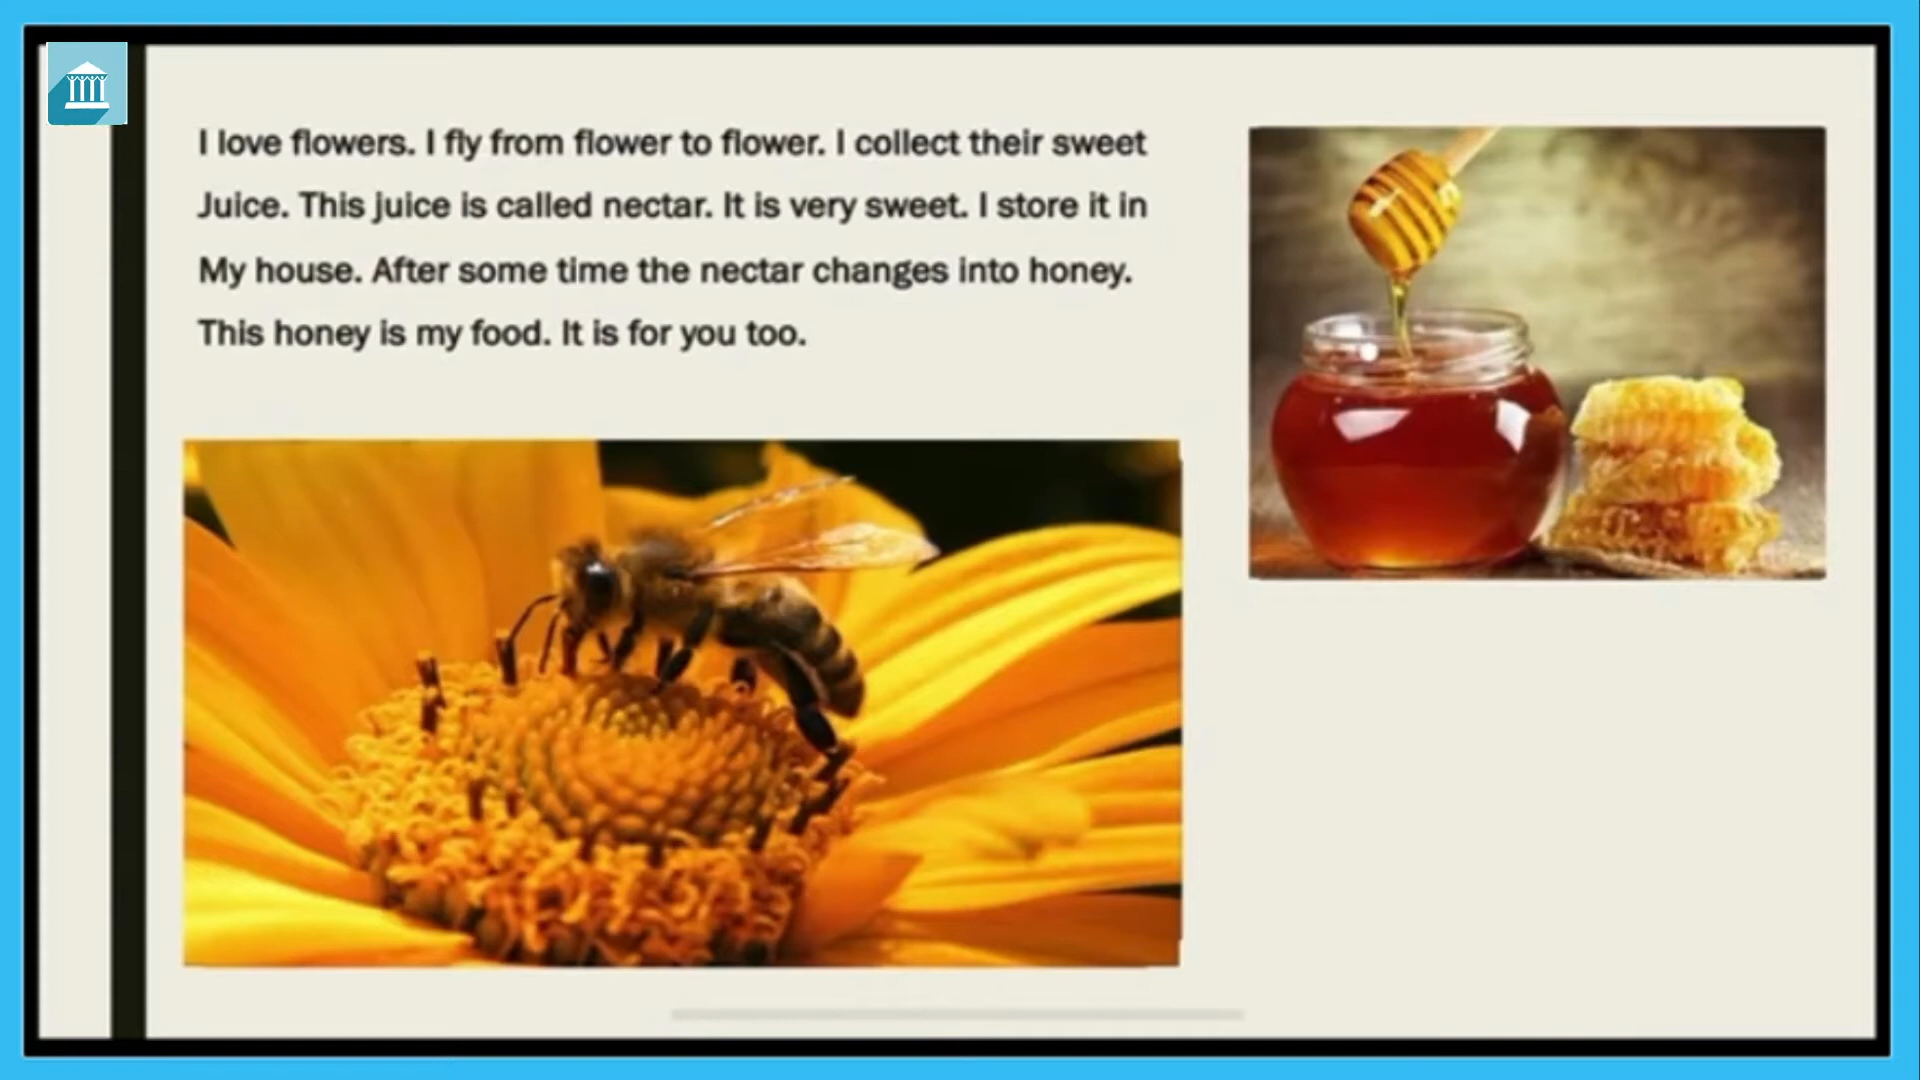 I love flowers. I fly from flower to flower. I collect their sweet
Juice. This juice is called nectar. It is very sweet. I store it in
My house. After some time the nectar changes into honey.
This honey is my food. It is for you too.